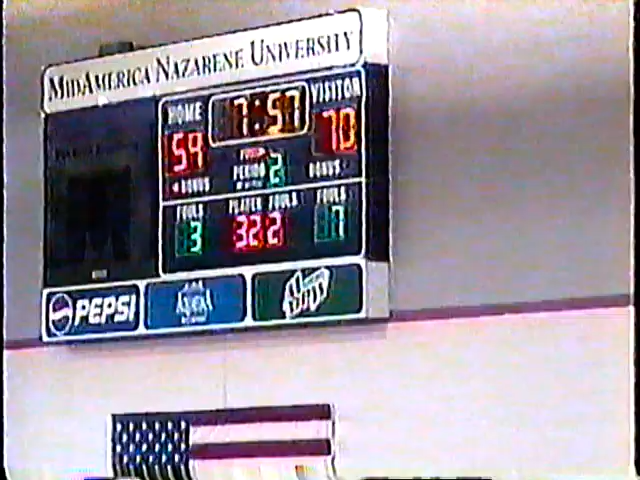 MIDAMERICA NAZARENE UNIVERSITY
HOME 7:57 VISITOR
59 70
PERIOD 2
BONUS BONUS
FOULS PLAYER FOULS FOULS
3 32 2 7
PEPSI